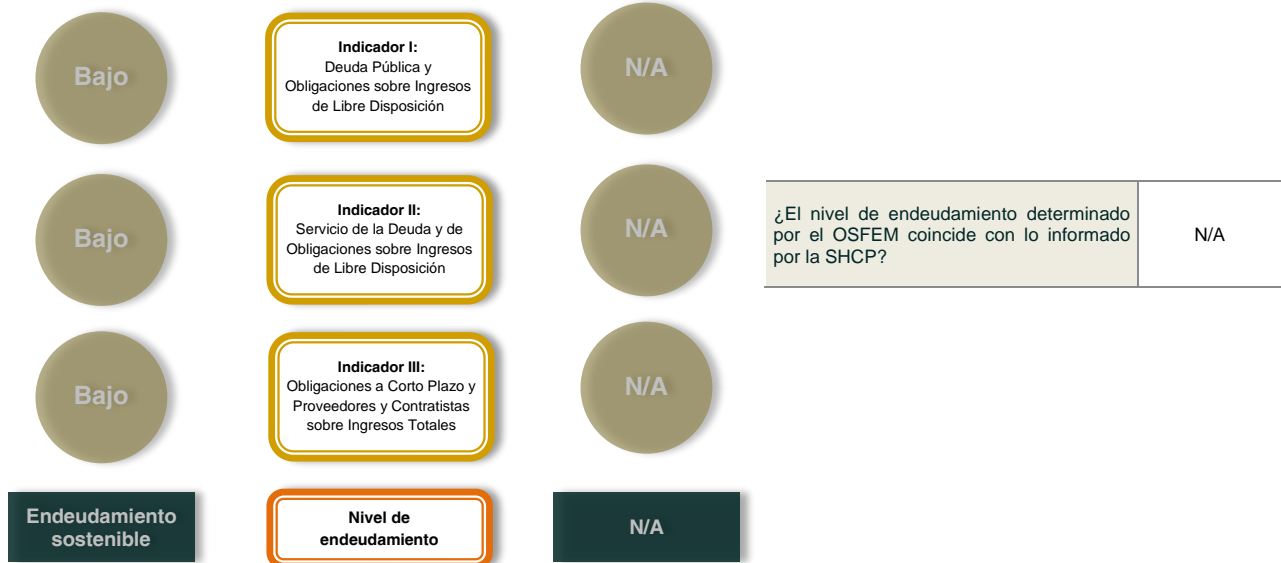 Bajo
Indicador I:
Deuda Pública y
Obligaciones sobre Ingresos
de Libre Disposición
N/A
Bajo
Indicador II:
Servicio de la Deuda y de
Obligaciones sobre Ingresos
de Libre Disposición
N/A
¿El nivel de endeudamiento determinado
por el OSFEM coincide con lo informado
por la SHCP?
N/A
Bajo
Indicador III:
Obligaciones a Corto Plazo y
Proveedores y Contratistas
sobre Ingresos Totales
N/A
Endeudamiento
sostenible
Nivel de
endeudamiento
N/A